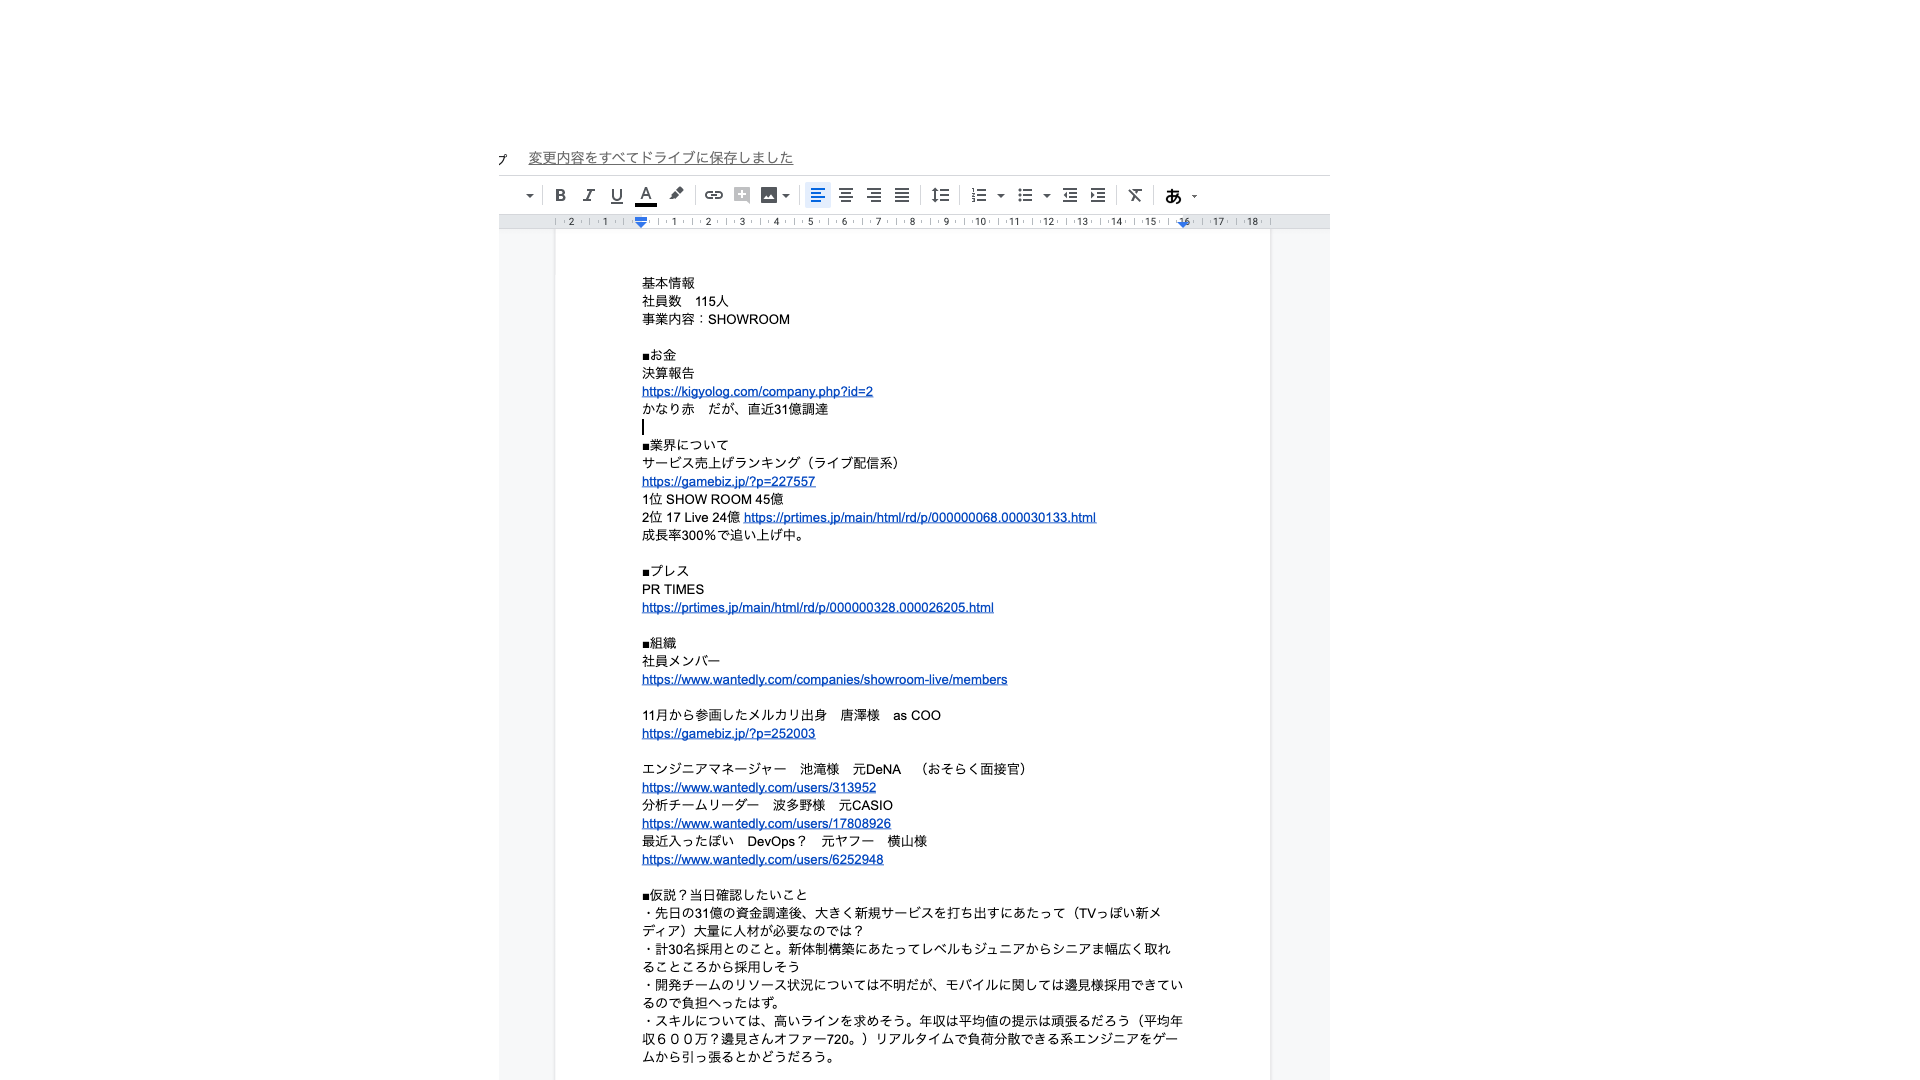 プ 変更内容をすべてドライブに保存しました
B I U A あ
2 1 1 2 3 4 5 6 7 8 9 10 11 12 13 14 15 16 17 18
基本情報
社員数　115人
事業内容：SHOWROOM
■お金
決算報告
https://kigyolog.com/company.php?id=2
かなり赤　だが、直近31億調達
■業界について
サービス売上げランキング（ライブ配信系）
https://gamebiz.jp/?p=227557
1位 SHOW ROOM 45億
2位 17 Live 24億 https://prtimes.jp/main/html/rd/p/000000068.000030133.html
成長率300％で追い上げ中。
■プレス
PR TIMES
https://prtimes.jp/main/html/rd/p/000000328.000026205.html
■組織
社員メンバー
https://www.wantedly.com/companies/showroom-live/members
11月から参画したメルカリ出身　唐澤様　as COO
https://gamebiz.jp/?p=252003
エンジニアマネージャー　池滝様　元DeNA　（おそらく面接官）
https://www.wantedly.com/users/313952
分析チームリーダー　波多野様　元CASIO
https://www.wantedly.com/users/17808926
最近入ったぽい　DevOps？　元ヤフー　横山様
https://www.wantedly.com/users/6252948
■仮説？当日確認したいこと
・先日の31億の資金調達後、大きく新規サービスを打ち出すにあたって（TVっぽい新メ
ディア）大量に人材が必要なのでは？
・計30名採用とのこと。新体制構築にあたってレベルもジュニアからシニアま幅広く取れ
ることころから採用しそう
・開発チームのリソース状況については不明だが、モバイルに関しては邊見様採用できてい
るので負担へったはず。
・スキルについては、高いラインを求めそう。年収は平均値の提示は頑張るだろう（平均年
収６００万？邊見さんオファー720。）リアルタイムで負荷分散できる系エンジニアをゲー
ムから引っ張るとかどうだろう。